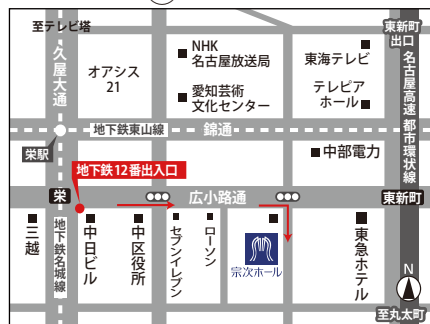 至テレビ塔
東新町
出口
久屋大通
オアシス
21
NHK
名古屋放送局
愛知芸術
文化センター
東海テレビ
テレピア
ホール
名古屋高速 都市環状線
地下鉄東山線
錦通
栄駅
中部電力
地下鉄12番出入口
栄
広小路通
東新町
三越
地下鉄名城線
中日ビル
中区役所
セブンイレブン
ローソン
宗次ホール
東急ホテル
N
至丸太町